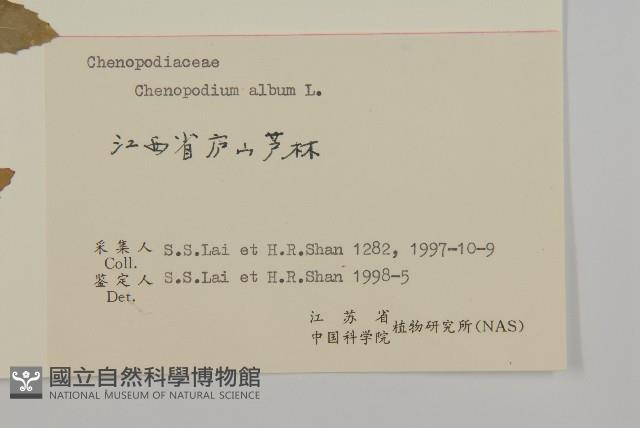 Chenopodiaceae
Chenopodium album L.
江西省庐山芦林
采集人 S.S.Lai et H.R.Shan 1282, 1997-10-9
Coll.
鉴定人 S.S.Lai et H.R.Shan 1998-5
Det.
江苏省
中国科学院 植物研究所(NAS)
國立自然科學博物館
NATIONAL MUSEUM OF NATURAL SCIENCE